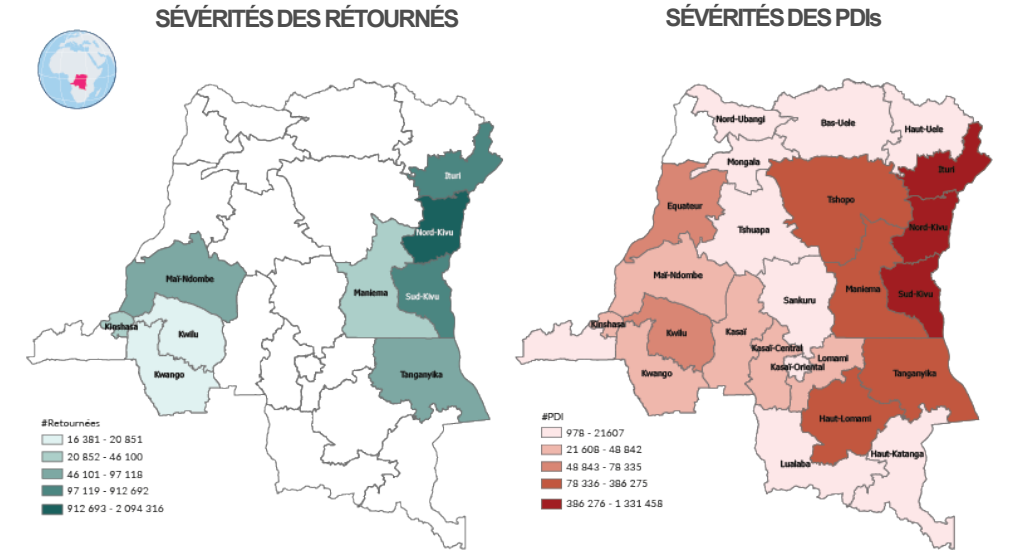 SÉVÉRITÉS DES RÉTOURNÉS
Ituri
Nord-Kivu
Maï-Ndombe
Maniema
Sud-Kivu
Kinshasa
Kwilu
Kwango
Tanganyika
#Retournées
16 381 - 20 851
20 852 - 46 100
46 101 - 97 118
97 119 - 912 692
912 693 - 2 094 316
SÉVÉRITÉS DES PDIs
Nord-Ubangi
Bas-Uele
Haut-Uele
Mongala
Ituri
Tshopo
Equateur
Tshuapa
Nord-Kivu
Maï-Ndombe
Maniema
Sud-Kivu
Sankuru
Kinshasa
Kwilu
Kasaï
Kasaï-Central
Lomami
Kasaï-Oriental
Kwango
Tanganyika
Haut-Lomami
Haut-Katanga
Lualaba
#PDI
978 - 21607
21 608 - 48 842
48 843 - 78 335
78 336 - 386 275
386 276 - 1 331 458